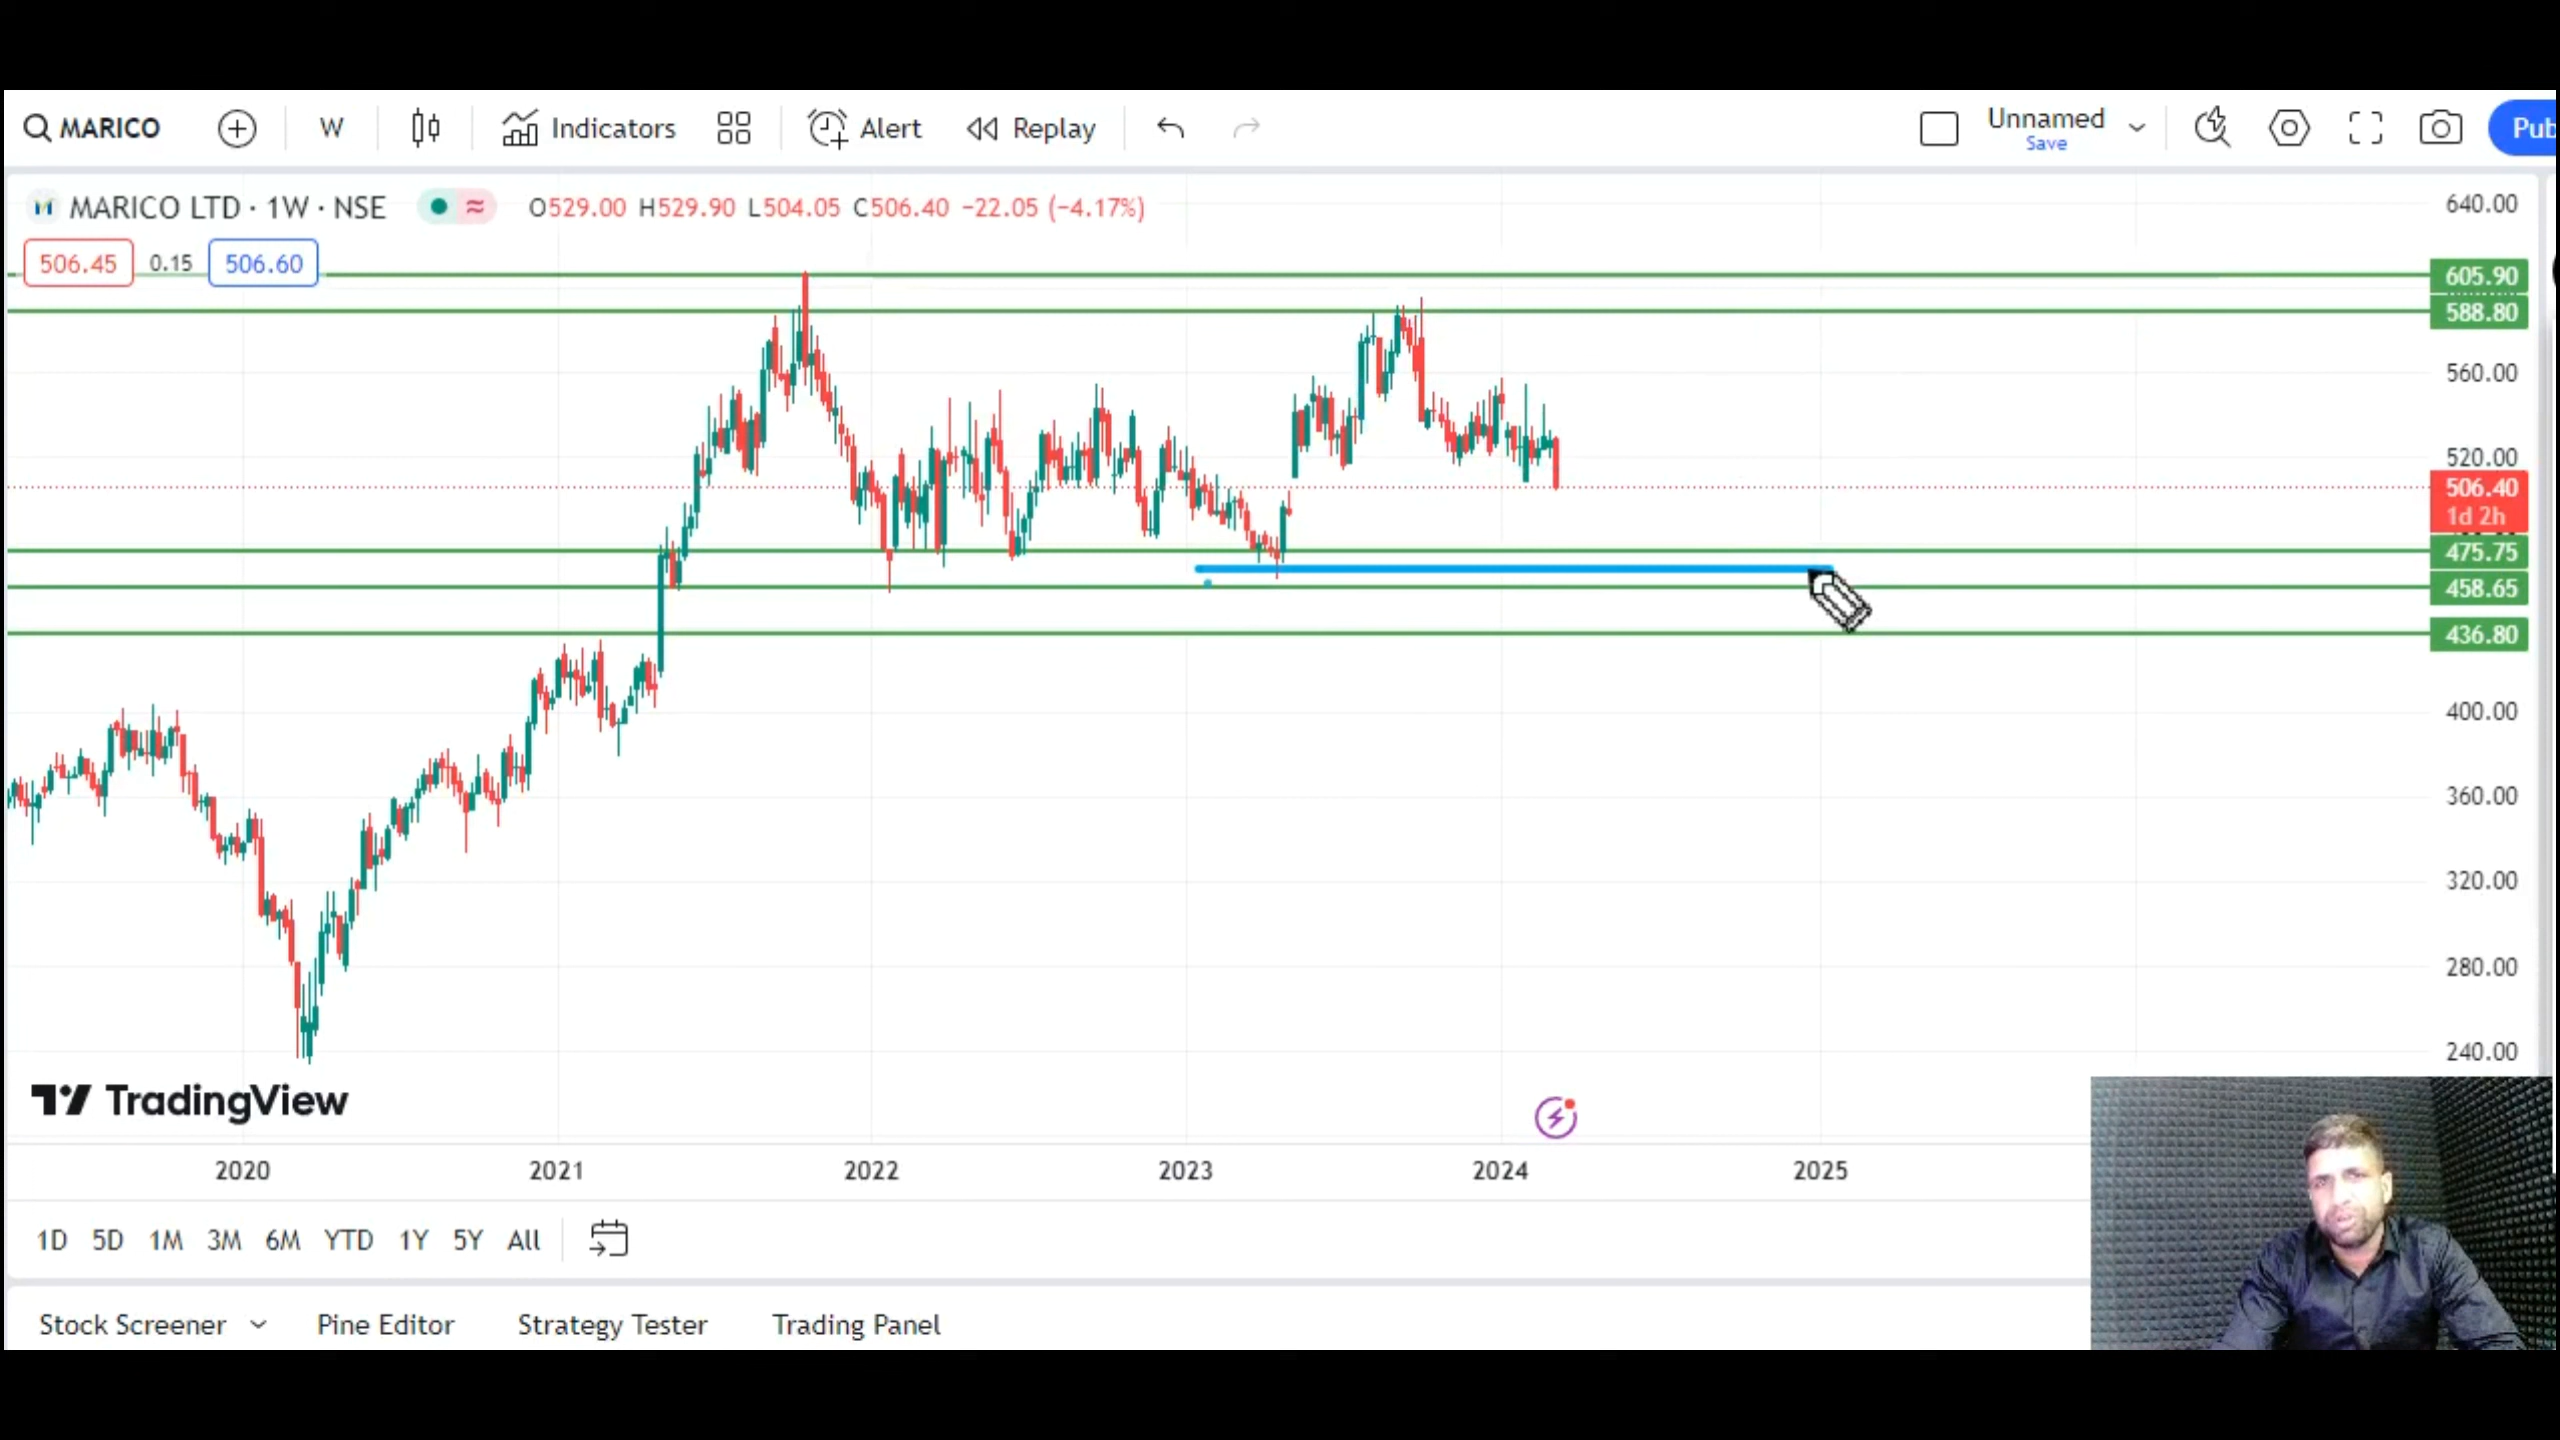 MARICO W Indicators Alert Replay Unnamed Pub
Save
MARICO LTD · 1W · NSE O529.00 H529.90 L504.05 C506.40 −22.05 (−4.17%)
506.45 0.15 506.60
640.00
605.90
588.80
560.00
520.00
506.40
1d 2h
475.75
458.65
436.80
400.00
360.00
320.00
280.00
240.00
TradingView
2020 2021 2022 2023 2024 2025
1D 5D 1M 3M 6M YTD 1Y 5Y All
Stock Screener Pine Editor Strategy Tester Trading Panel